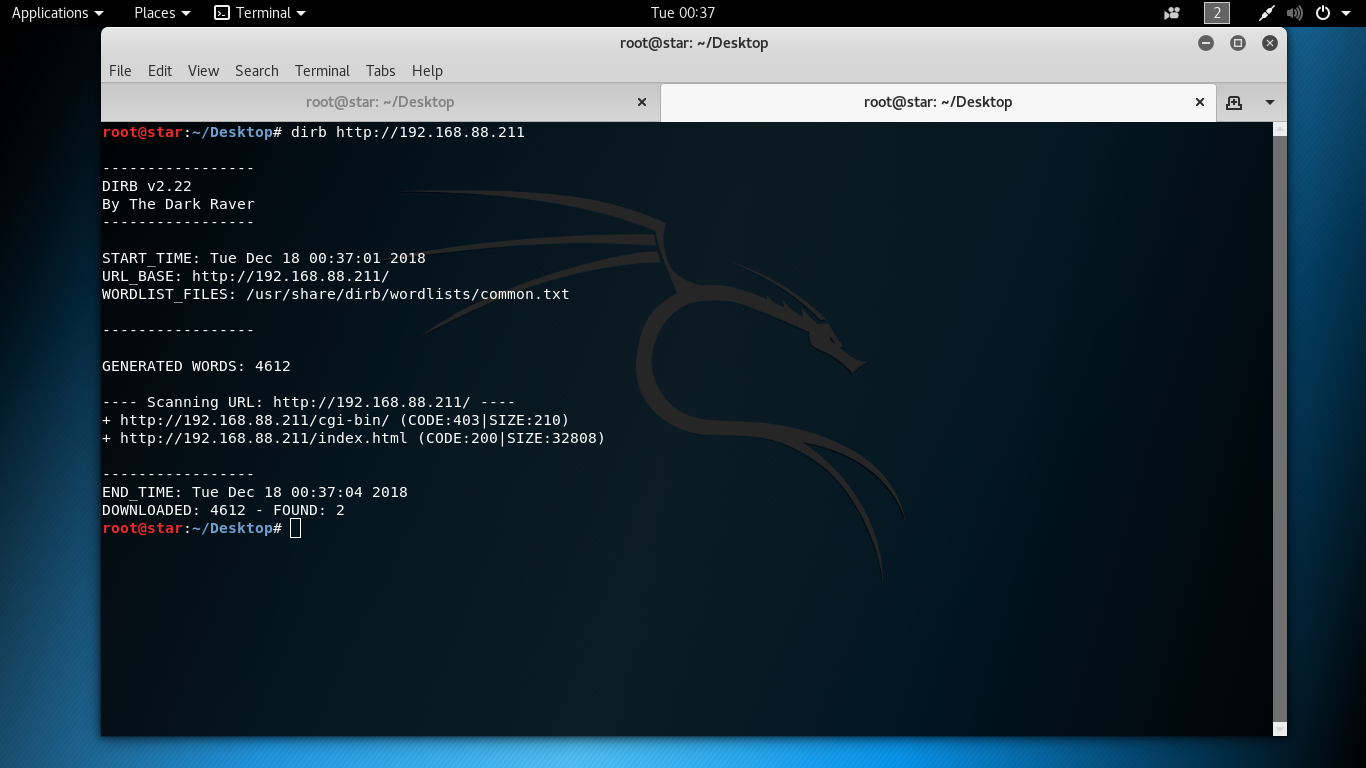 Applications Places Terminal Tue 00:37 2
root@star: ~/Desktop
File Edit View Search Terminal Tabs Help
root@star: ~/Desktop root@star: ~/Desktop
root@star:~/Desktop# dirb http://192.168.88.211
-----------------
DIRB v2.22
By The Dark Raver
-----------------
START_TIME: Tue Dec 18 00:37:01 2018
URL_BASE: http://192.168.88.211/
WORDLIST_FILES: /usr/share/dirb/wordlists/common.txt
-----------------
GENERATED WORDS: 4612
---- Scanning URL: http://192.168.88.211/ ----
+ http://192.168.88.211/cgi-bin/ (CODE:403|SIZE:210)
+ http://192.168.88.211/index.html (CODE:200|SIZE:32808)
-----------------
END_TIME: Tue Dec 18 00:37:04 2018
DOWNLOADED: 4612 - FOUND: 2
root@star:~/Desktop#